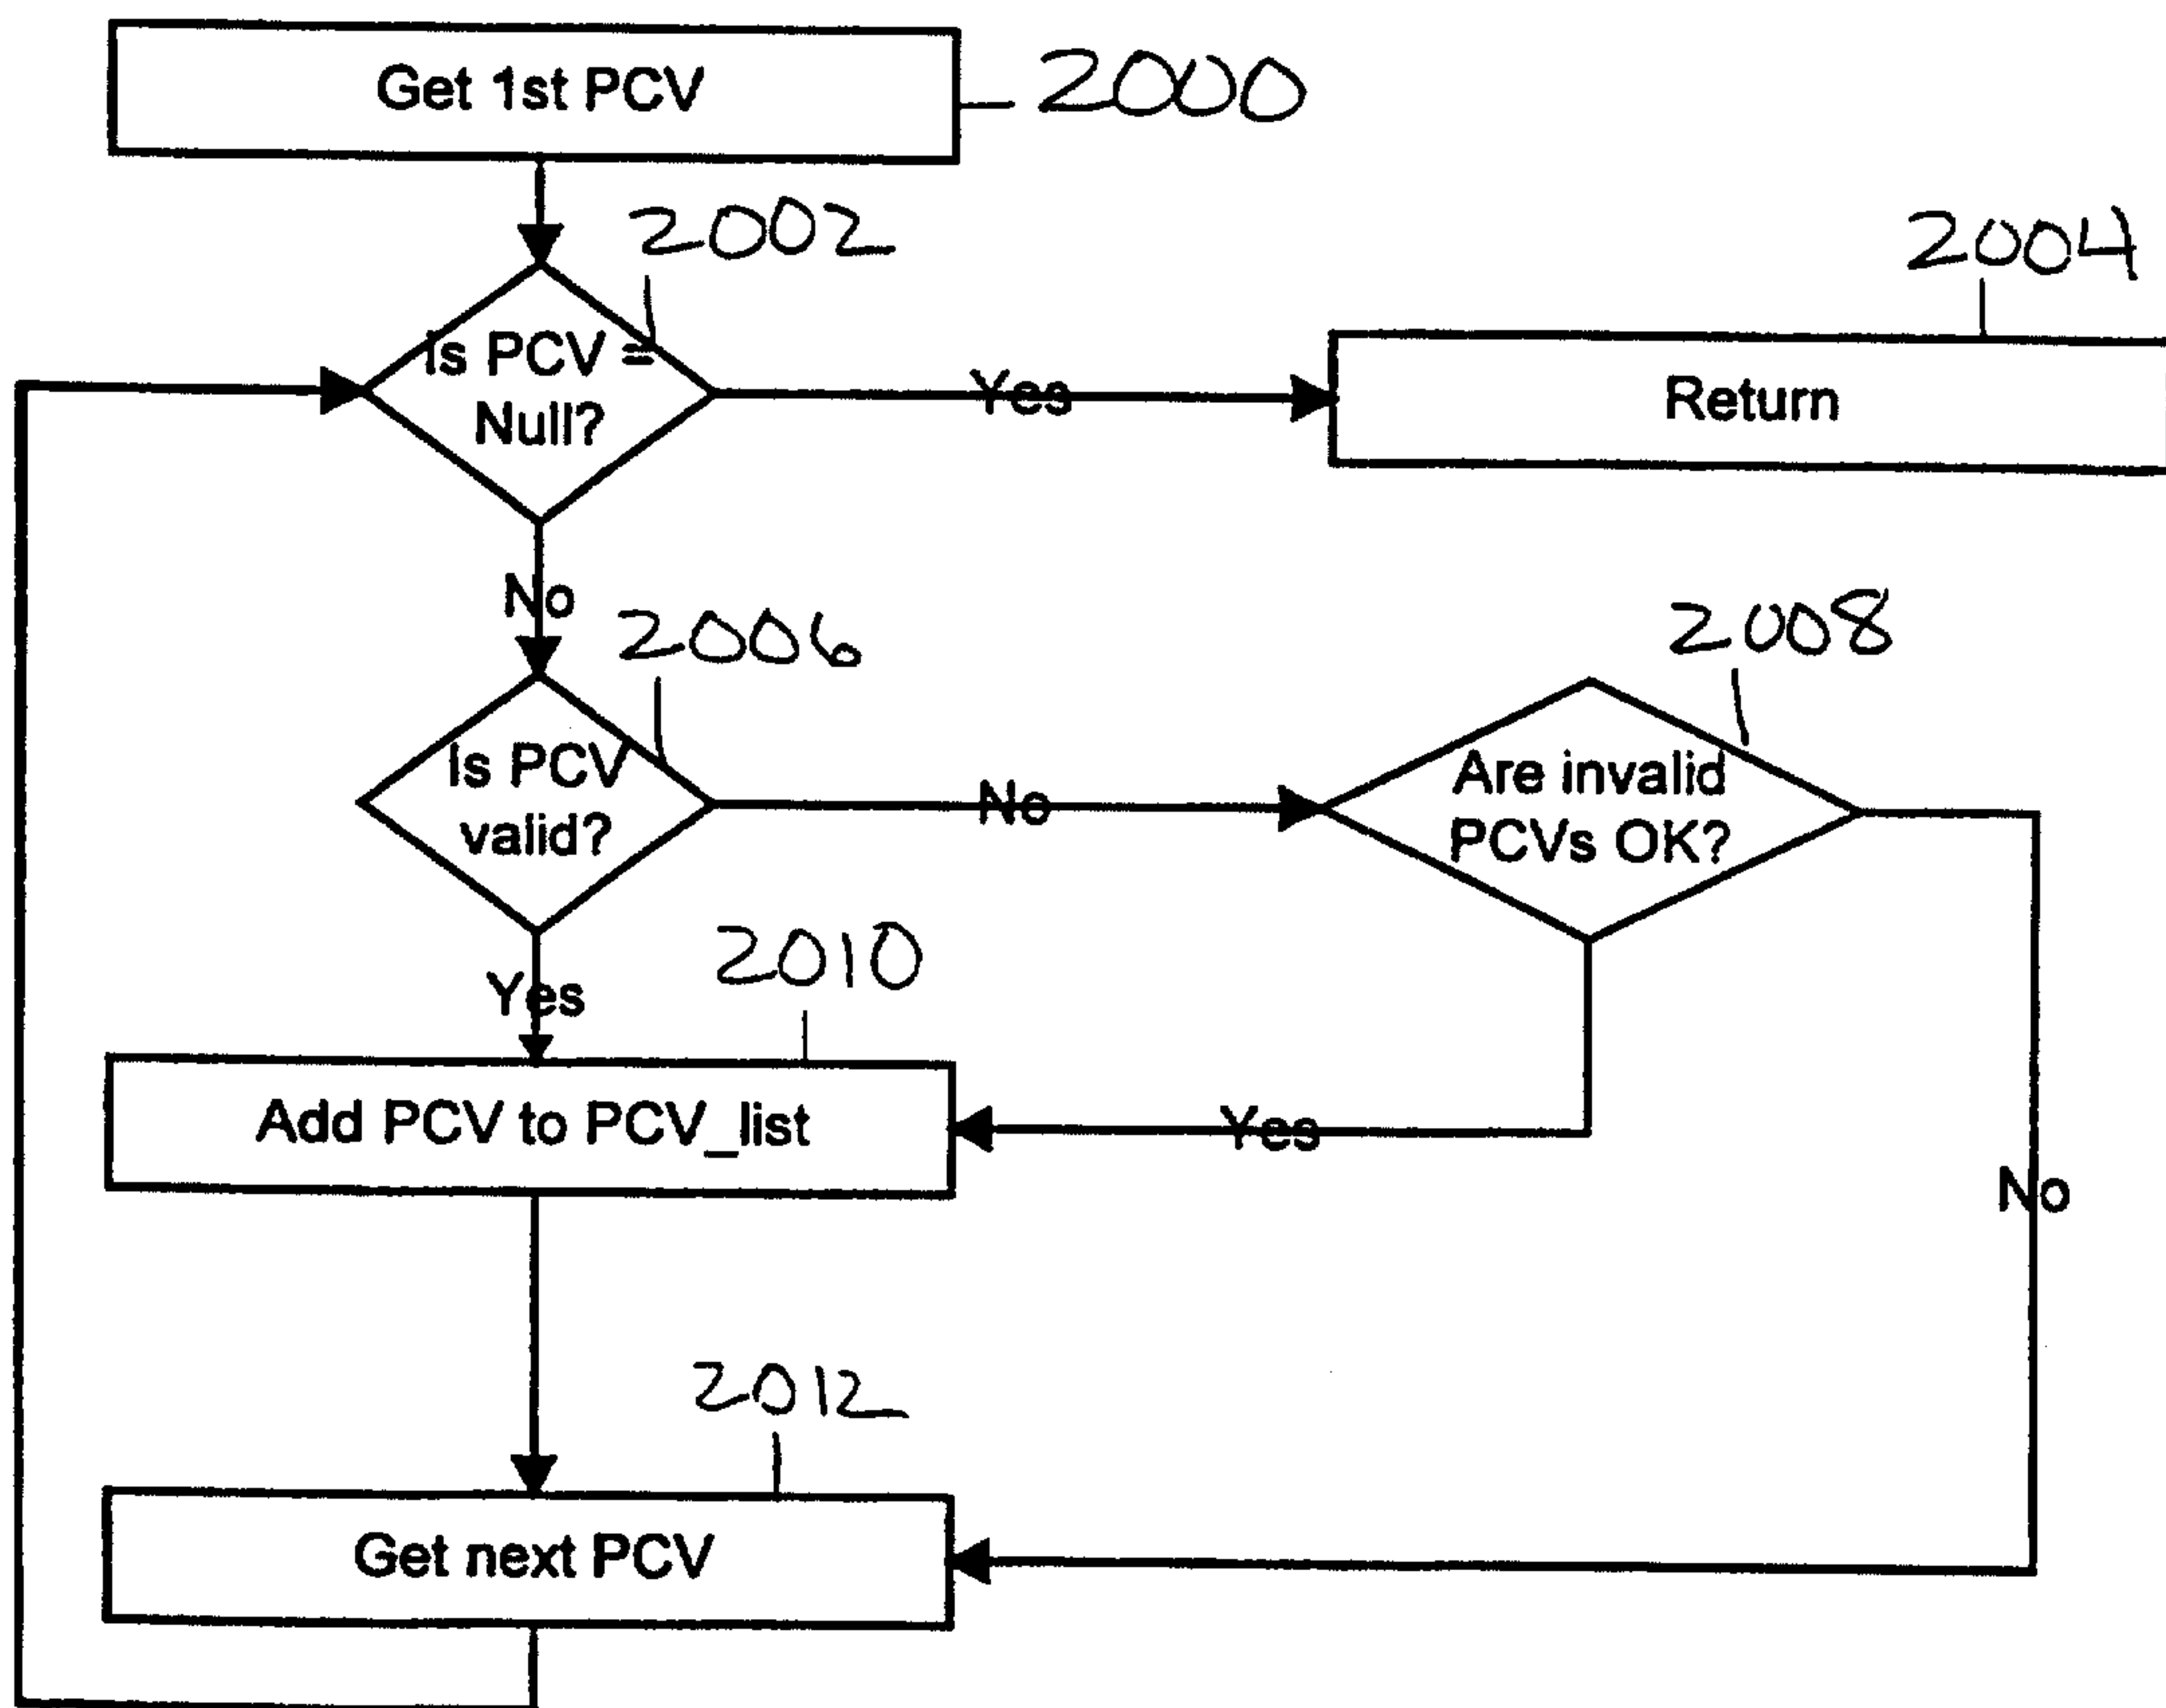 Get 1st PCV
2000
2002
2004
Is PCV =
Null?
Yes
Return
No
2006
2008
Is PCV
valid?
No
Are invalid
PCVs OK?
2010
Yes
Add PCV to PCV_list
Yes
No
2012
Get next PCV